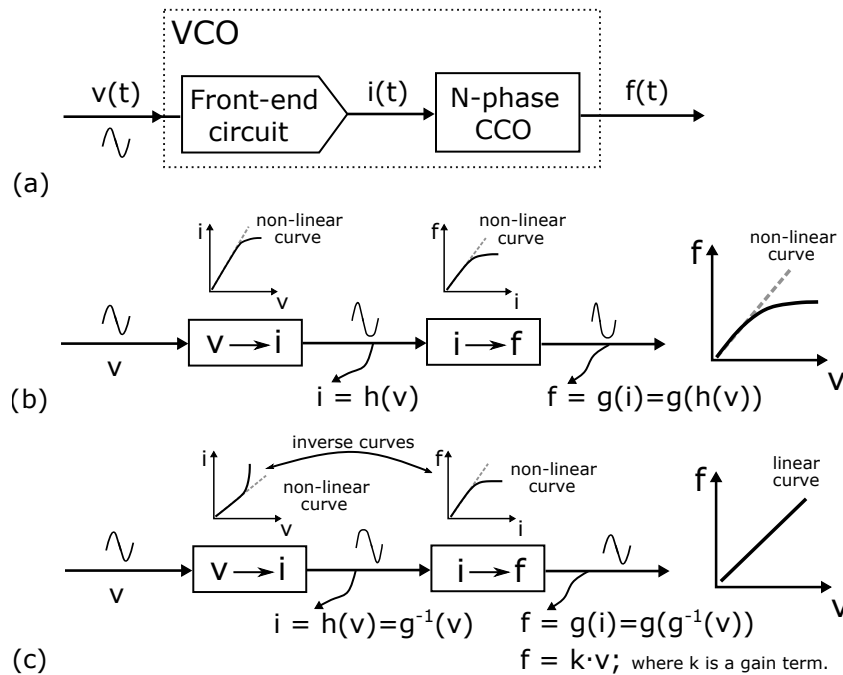 VCO
v(t)
Front-end
circuit
i(t)
N-phase
CCO
f(t)
(a)
i
non-linear
curve
v
f
non-linear
curve
i
f
non-linear
curve
v
v
v → i
i → f
i = h(v)
f = g(i)=g(h(v))
(b)
inverse curves
i
non-linear
curve
v
f
non-linear
curve
i
f
linear
curve
v
v
v → i
i → f
i = h(v)=g⁻¹(v)
f = g(i)=g(g⁻¹(v))
f = k·v; where k is a gain term.
(c)